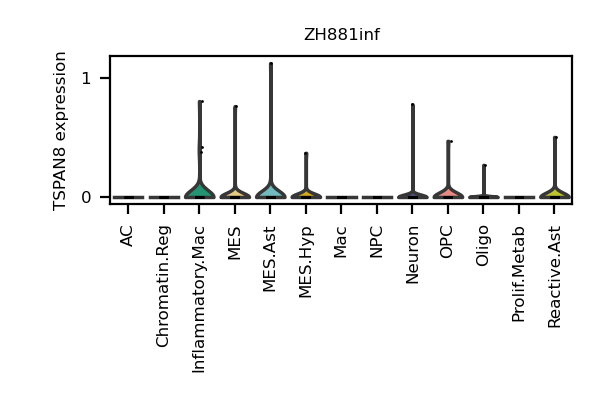 ZH881inf
TSPAN8 expression
1
0
AC
Chromatin.Reg
Inflammatory.Mac
MES
MES.Ast
MES.Hyp
Mac
NPC
Neuron
OPC
Oligo
Prolif.Metab
Reactive.Ast